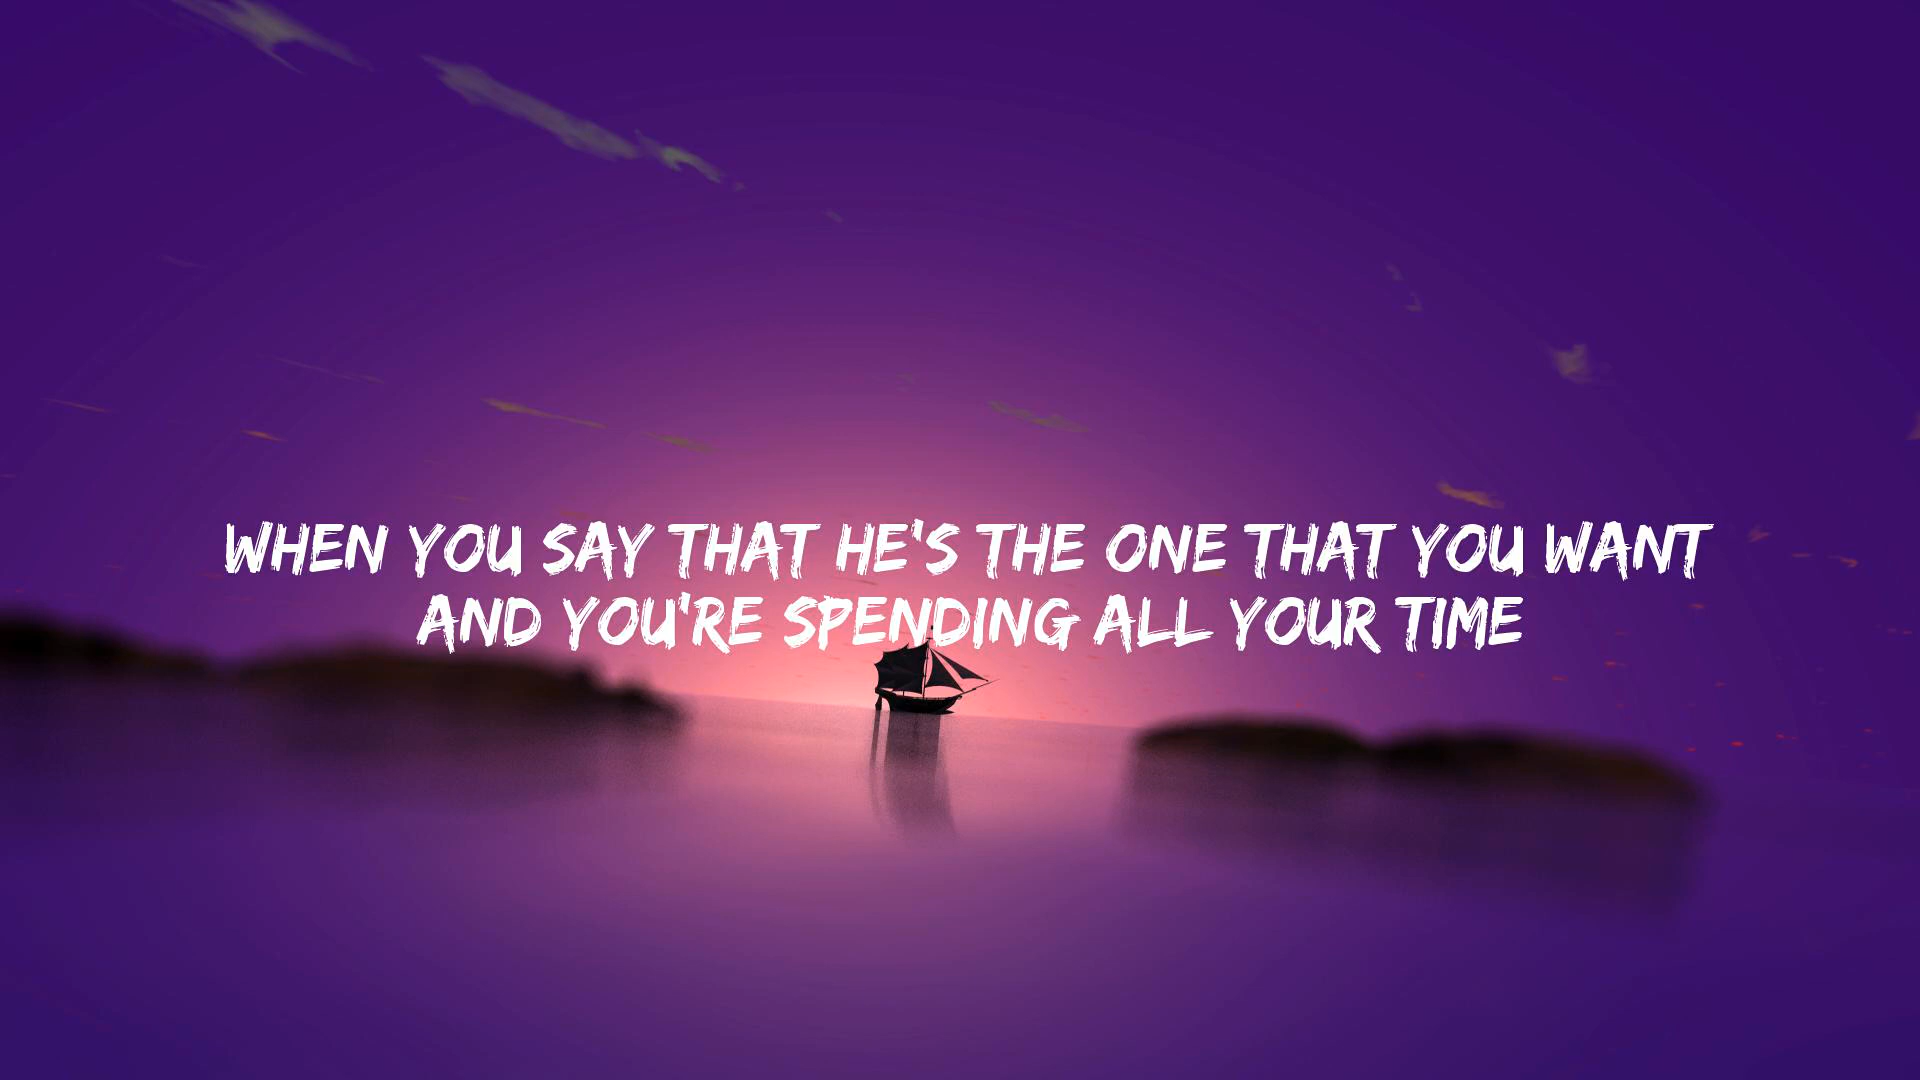 WHEN YOU SAY THAT HE'S THE ONE THAT YOU WANT
AND YOU'RE SPENDING ALL YOUR TIME